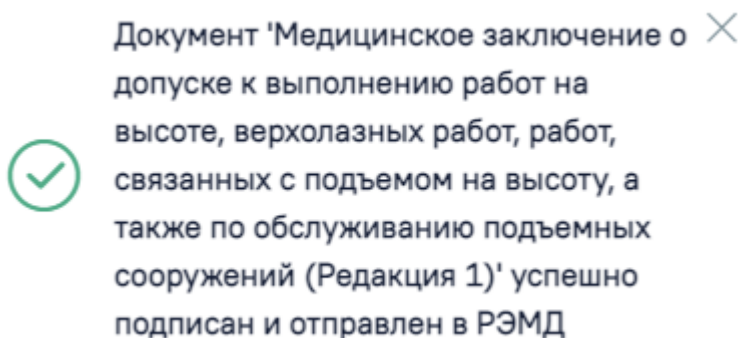 Документ 'Медицинское заключение о
допуске к выполнению работ на
высоте, верхолазных работ, работ,
связанных с подъемом на высоту, а
также по обслуживанию подъемных
сооружений (Редакция 1)' успешно
подписан и отправлен в РЭМД